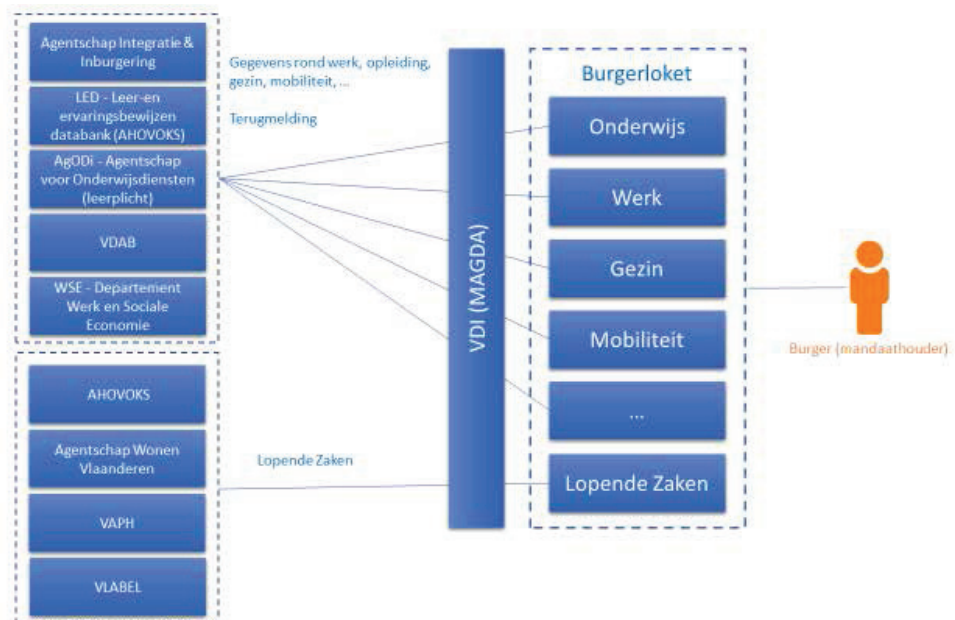 Agentschap Integratie &
Inburgering
LED - Leer-en
ervaringsbewijzen
databank (AHOVOKS)
AgODi - Agentschap
voor Onderwijsdiensten
(leerplicht)
VDAB
WSE - Departement
Werk en Sociale
Economie
AHOVOKS
Agentschap Wonen
Vlaanderen
VAPH
VLABEL
Gegevens rond werk, opleiding,
gezin, mobiliteit, ...
Terugmelding
Lopende Zaken
VDI (MAGDA)
Burgerloket
Onderwijs
Werk
Gezin
Mobiliteit
...
Lopende Zaken
Burger (mandaathouder)